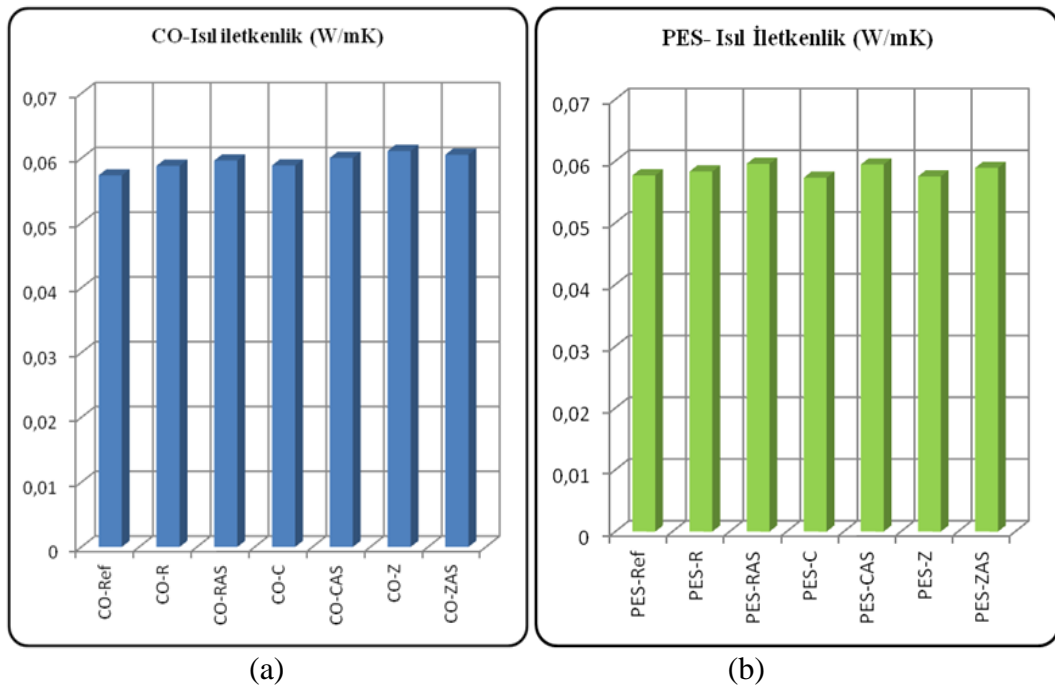 CO-Isıl iletkenlik (W/mK)
0,07
0,06
0,05
0,04
0,03
0,02
0,01
0
CO-Ref
CO-R
CO-RAS
CO-C
CO-CAS
CO-Z
CO-ZAS
(a)
PES- Isıl İletkenlik (W/mK)
0,07
0,06
0,05
0,04
0,03
0,02
0,01
0
PES-Ref
PES-R
PES-RAS
PES-C
PES-CAS
PES-Z
PES-ZAS
(b)